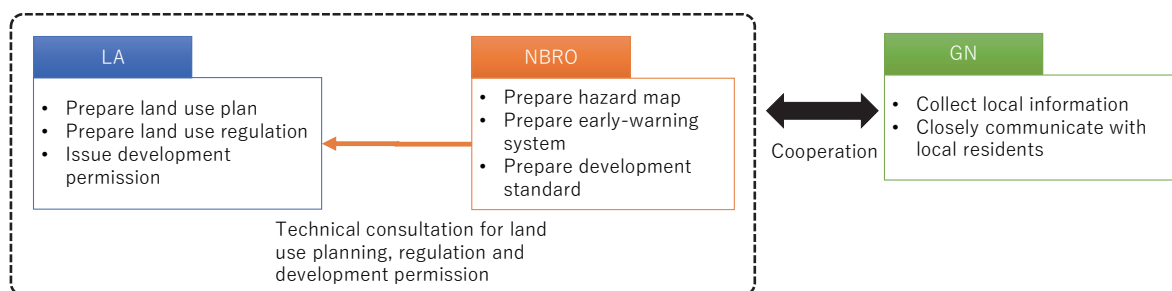 LA
• Prepare land use plan
• Prepare land use regulation
• Issue development
permission
NBRO
• Prepare hazard map
• Prepare early-warning
system
• Prepare development
standard
Technical consultation for land
use planning, regulation and
development permission
Cooperation
GN
• Collect local information
• Closely communicate with
local residents